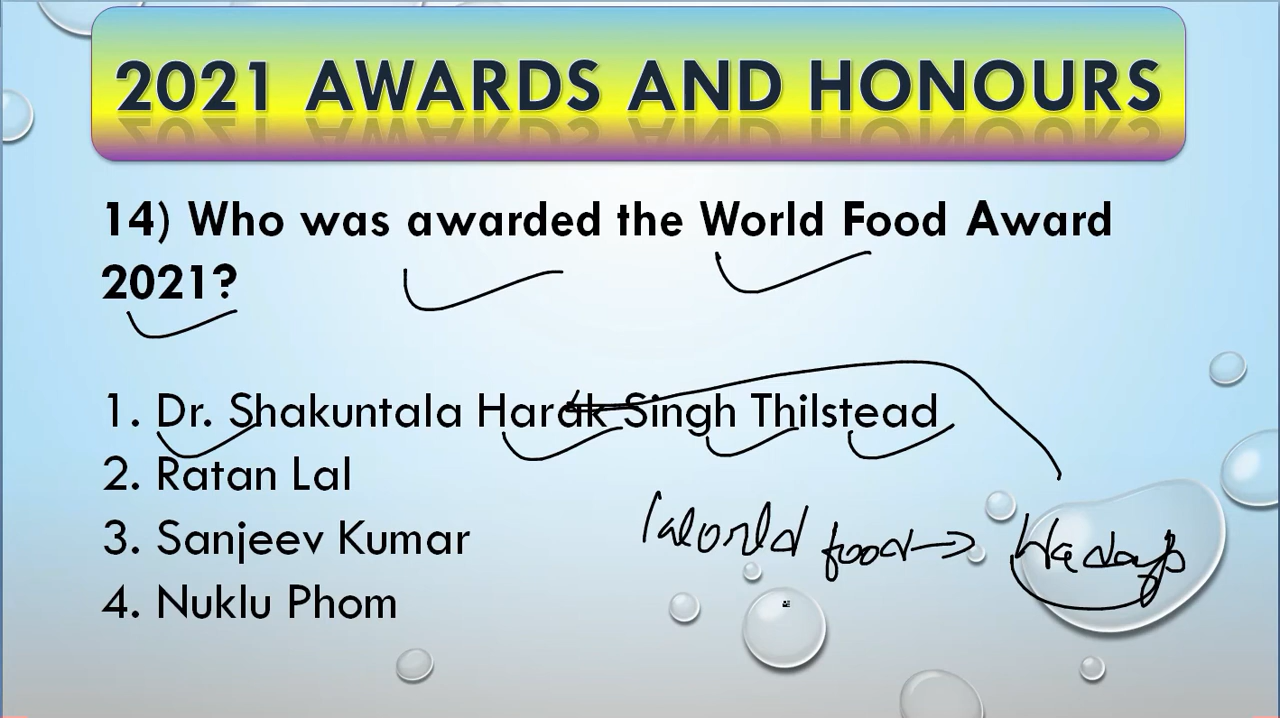 2021 AWARDS AND HONOURS
14) Who was awarded the World Food Award
2021?
1. Dr. Shakuntala Harak Singh Thilstead
2. Ratan Lal
3. Sanjeev Kumar
4. Nuklu Phom
World food →